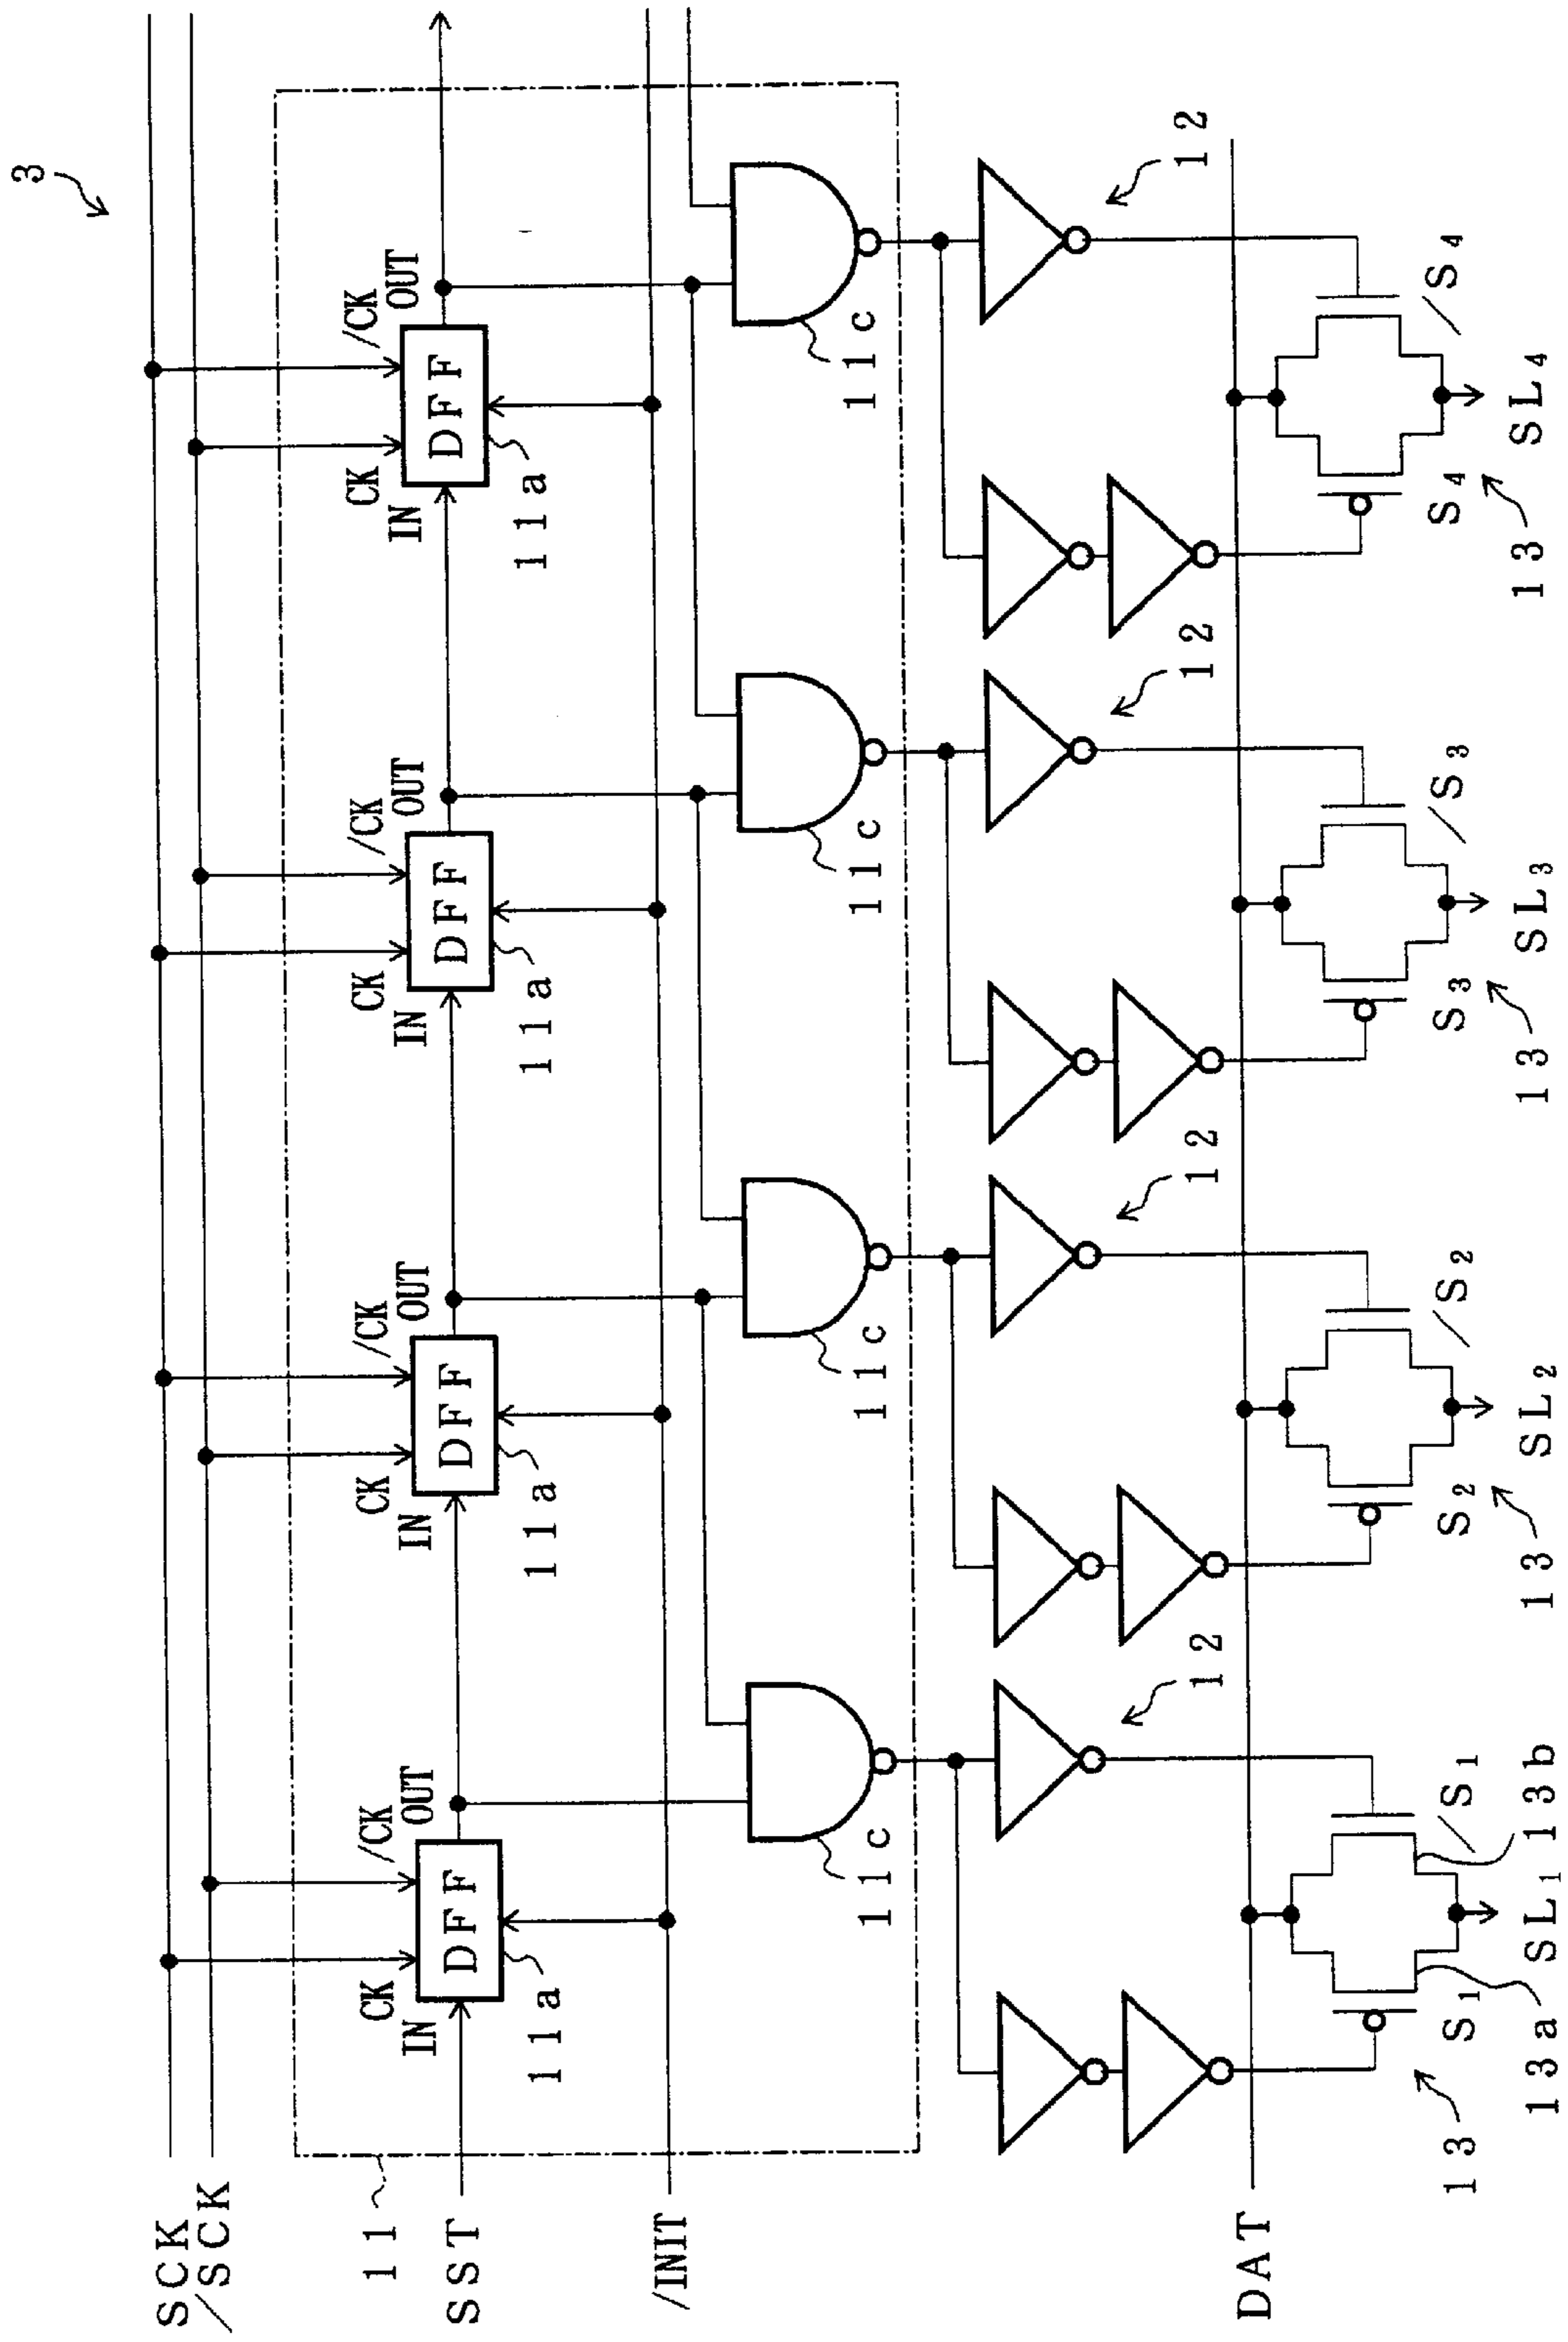 3
SCK
/SCK
11
CK
/CK
CK
/CK
CK
/CK
CK
/CK
IN
DFF
OUT
IN
DFF
OUT
IN
DFF
OUT
IN
DFF
OUT
SST
11a
11a
11a
11a
/INIT
11c
11c
11c
11c
12
12
12
12
DAT
S1
/S1
S2
/S2
S3
/S3
S4
/S4
13
13
13
13
SL1
SL2
SL3
SL4
13a
13b